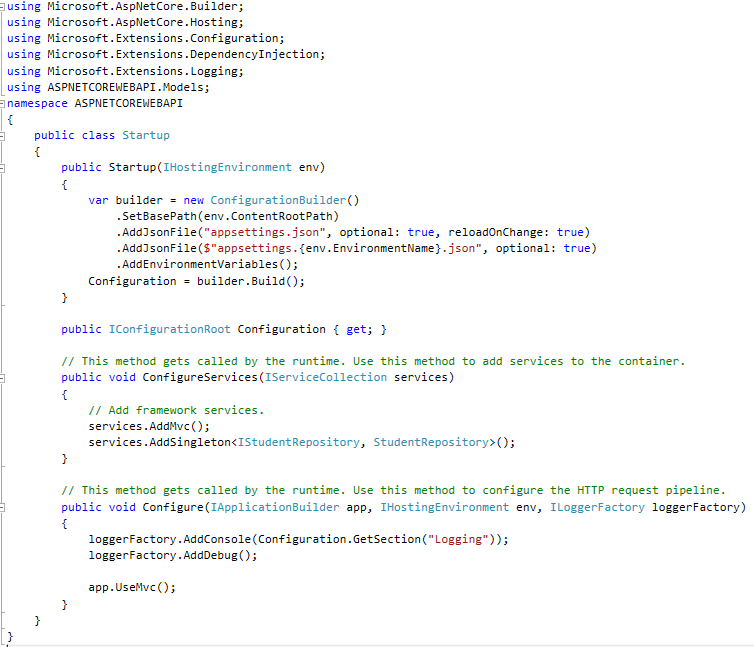 using Microsoft.AspNetCore.Builder;
using Microsoft.AspNetCore.Hosting;
using Microsoft.Extensions.Configuration;
using Microsoft.Extensions.DependencyInjection;
using Microsoft.Extensions.Logging;
using ASPNETCOREWEBAPI.Models;
namespace ASPNETCOREWEBAPI
{
    public class Startup
    {
        public Startup(IHostingEnvironment env)
        {
            var builder = new ConfigurationBuilder()
                .SetBasePath(env.ContentRootPath)
                .AddJsonFile("appsettings.json", optional: true, reloadOnChange: true)
                .AddJsonFile($"appsettings.{env.EnvironmentName}.json", optional: true)
                .AddEnvironmentVariables();
            Configuration = builder.Build();
        }

        public IConfigurationRoot Configuration { get; }

        // This method gets called by the runtime. Use this method to add services to the container.
        public void ConfigureServices(IServiceCollection services)
        {
            // Add framework services.
            services.AddMvc();
            services.AddSingleton<IStudentRepository, StudentRepository>();
        }

        // This method gets called by the runtime. Use this method to configure the HTTP request pipeline.
        public void Configure(IApplicationBuilder app, IHostingEnvironment env, ILoggerFactory loggerFactory)
        {
            loggerFactory.AddConsole(Configuration.GetSection("Logging"));
            loggerFactory.AddDebug();

            app.UseMvc();
        }
    }
}